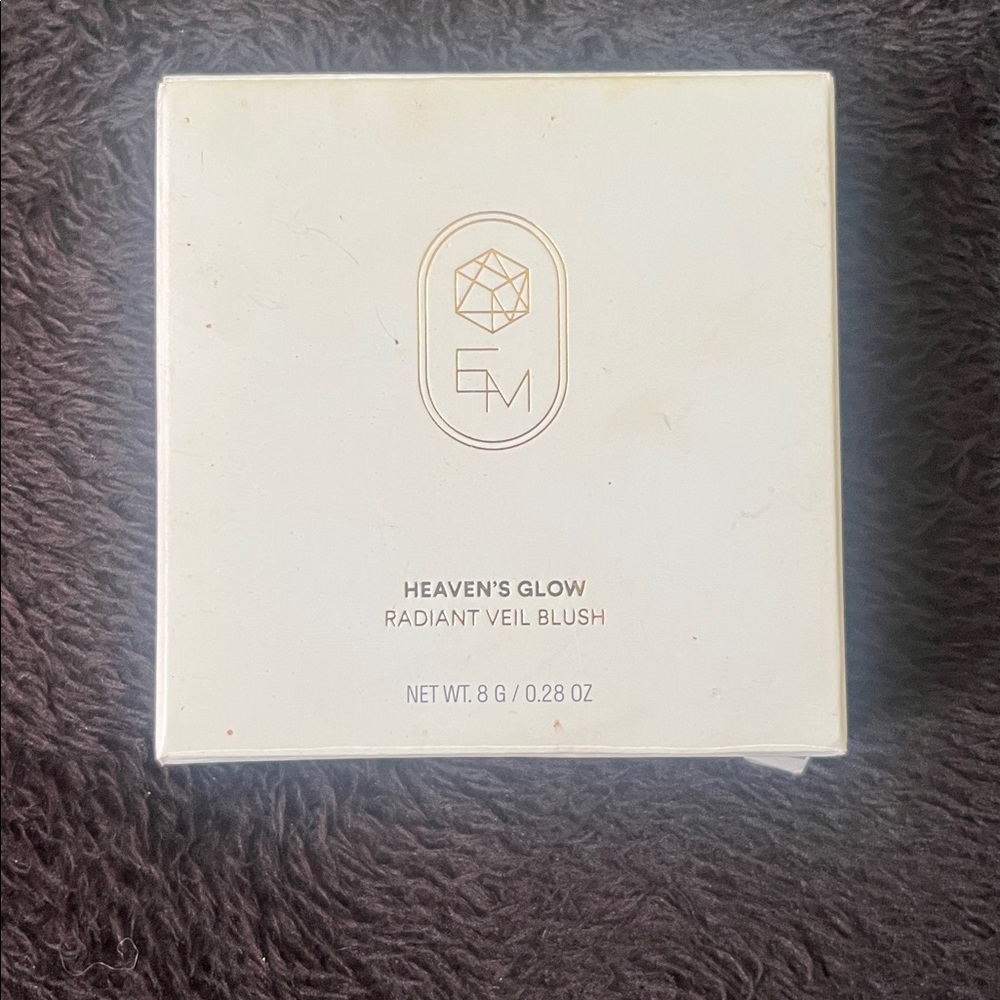 EM
HEAVEN'S GLOW
RADIANT VEIL BLUSH
NET WT. 8 G / 0.28 OZ